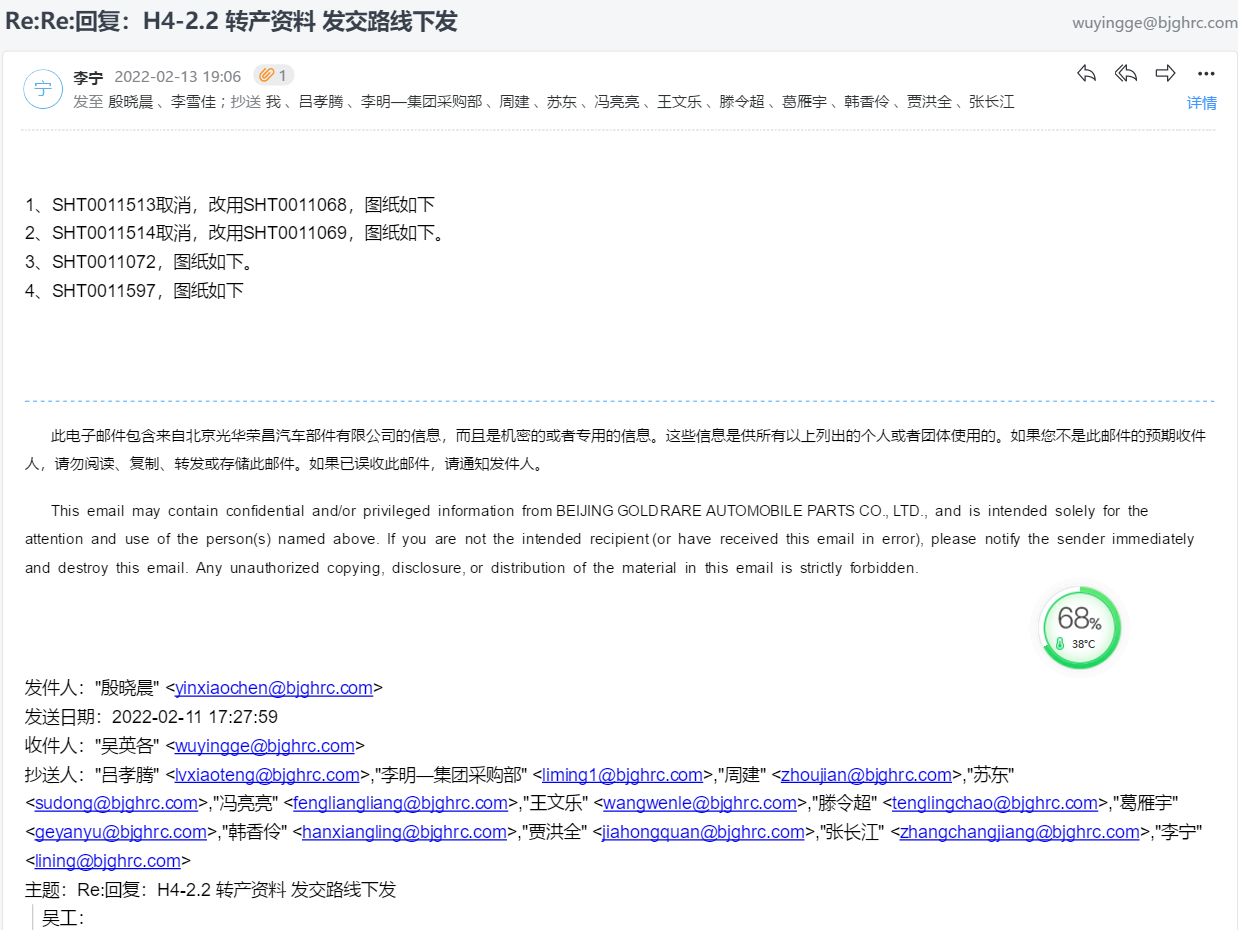 Re:Re:回复：H4-2.2 转产资料 发交路线下发
wuyingge@bjghrc.com
宁
李宁 2022-02-13 19:06 1
发至 殷晓晨 、李雪佳；抄送 我 、吕孝腾 、李明—集团采购部 、周建 、苏东 、冯亮亮 、王文乐 、滕令超 、葛雁宇 、韩香伶 、贾洪全 、张长江
详情
1、SHT0011513取消，改用SHT0011068，图纸如下
2、SHT0011514取消，改用SHT0011069，图纸如下。
3、SHT0011072，图纸如下。
4、SHT0011597，图纸如下
此电子邮件包含来自北京光华荣昌汽车部件有限公司的信息，而且是机密的或者专用的信息。这些信息是供所有以上列出的个人或者团体使用的。如果您不是此邮件的预期收件
人，请勿阅读、复制、转发或存储此邮件。如果已误收此邮件，请通知发件人。
This email may contain confidential and/or privileged information from BEIJING GOLDRARE AUTOMOBILE PARTS CO., LTD., and is intended solely for the
attention and use of the person(s) named above. If you are not the intended recipient (or have received this email in error), please notify the sender immediately
and destroy this email. Any unauthorized copying, disclosure, or distribution of the material in this email is strictly forbidden.
68%
38°C
发件人："殷晓晨" <yinxiaochen@bjghrc.com>
发送日期：2022-02-11 17:27:59
收件人："吴英各" <wuyingge@bjghrc.com>
抄送人："吕孝腾" <lvxiaoteng@bjghrc.com>,"李明—集团采购部" <liming1@bjghrc.com>,"周建" <zhoujian@bjghrc.com>,"苏东"
<sudong@bjghrc.com>,"冯亮亮" <fengliangliang@bjghrc.com>,"王文乐" <wangwenle@bjghrc.com>,"滕令超" <tenglingchao@bjghrc.com>,"葛雁宇"
<geyanyu@bjghrc.com>,"韩香伶" <hanxiangling@bjghrc.com>,"贾洪全" <jiahongquan@bjghrc.com>,"张长江" <zhangchangjiang@bjghrc.com>,"李宁"
<lining@bjghrc.com>
主题：Re:回复：H4-2.2 转产资料 发交路线下发
吴工：